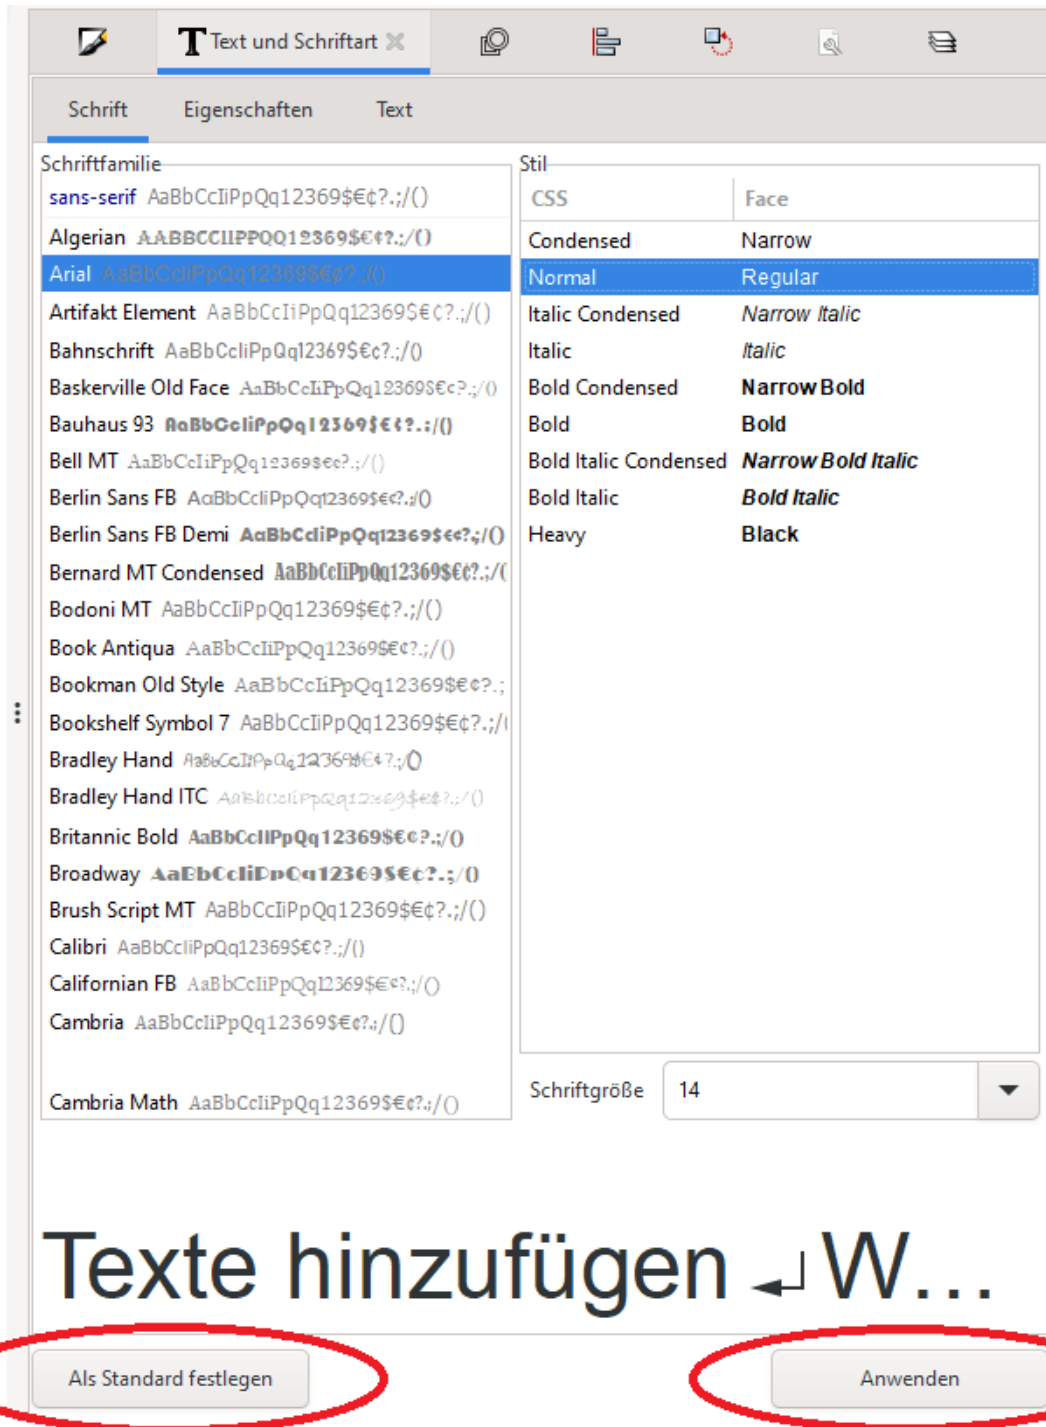 Text und Schriftart
Schrift Eigenschaften Text
Schriftfamilie
sans-serif AaBbCcIiPpQq12369$€¢?.;/()
Algerian AABBCCIIPPQQ12369$€¢?.;/()
Arial AaBbCcIiPpQq12369$€¢?.;/()
Artifakt Element AaBbCcIiPpQq12369$€¢?.;/()
Bahnschrift AaBbCcIiPpQq12369$€¢?.;/()
Baskerville Old Face AaBbCcIiPpQq12369$€¢?.;/()
Bauhaus 93 AaBbCcIiPpQq12369$€¢?.;/()
Bell MT AaBbCcIiPpQq12369$€¢?.;/()
Berlin Sans FB AaBbCcIiPpQq12369$€¢?.;/()
Berlin Sans FB Demi AaBbCcIiPpQq12369$€¢?.;/()
Bernard MT Condensed AaBbCcIiPpQq12369$€¢?.;/(
Bodoni MT AaBbCcIiPpQq12369$€¢?.;/()
Book Antiqua AaBbCcIiPpQq12369$€¢?.;/()
Bookman Old Style AaBbCcIiPpQq12369$€¢?.;
Bookshelf Symbol 7 AaBbCcIiPpQq12369$€¢?.;/(
Bradley Hand AaBbCcIiPpQq12369$€¢?.;/()
Bradley Hand ITC AaBbCcIiPpQq12369$€¢?.;/()
Britannic Bold AaBbCcIiPpQq12369$€¢?.;/()
Broadway AaBbCcIiPpQq12369$€¢?.;/()
Brush Script MT AaBbCcIiPpQq12369$€¢?.;/()
Calibri AaBbCcIiPpQq12369$€¢?.;/()
Californian FB AaBbCcIiPpQq12369$€¢?.;/()
Cambria AaBbCcIiPpQq12369$€¢?.;/()
Cambria Math AaBbCcIiPpQq12369$€¢?.;/()
Stil
CSS Face
Condensed Narrow
Normal Regular
Italic Condensed Narrow Italic
Italic Italic
Bold Condensed Narrow Bold
Bold Bold
Bold Italic Condensed Narrow Bold Italic
Bold Italic Bold Italic
Heavy Black
Schriftgröße 14
Texte hinzufügen ↵ W...
Als Standard festlegen Anwenden